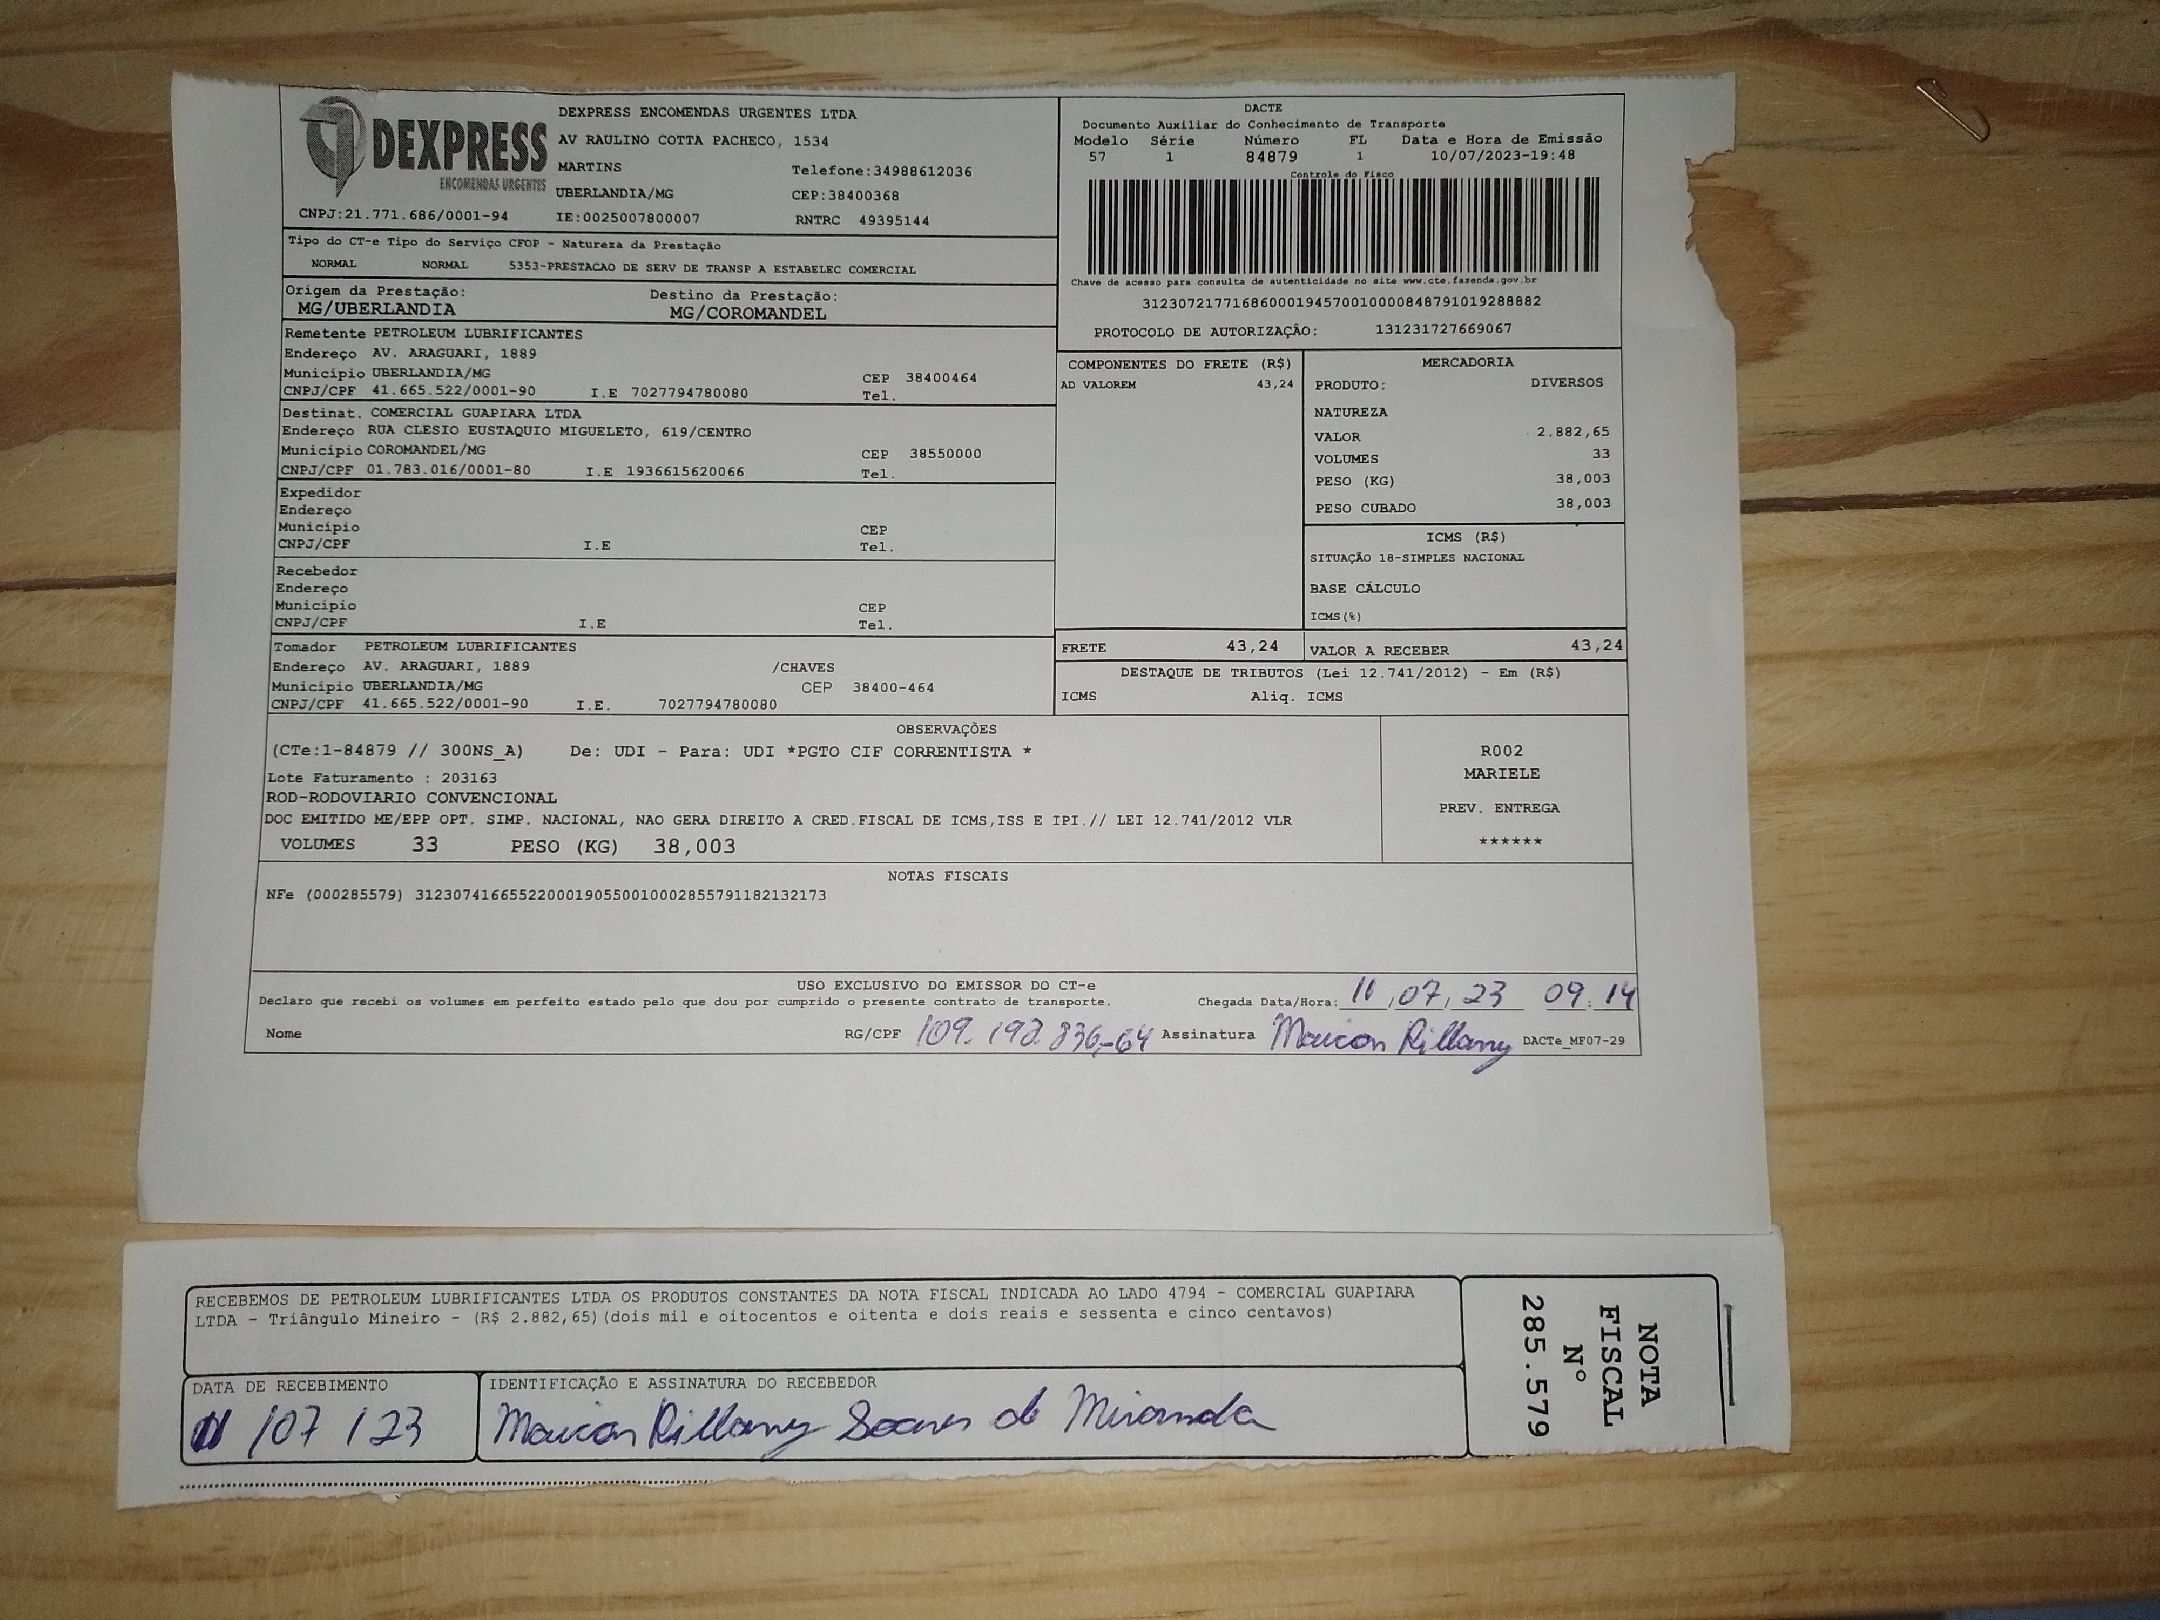 DEXPRESS
ENCOMENDAS URGENTES
DEXPRESS ENCOMENDAS URGENTES LTDA
AV RAULINO COTTA PACHECO, 1534
MARTINS Telefone:34988612036
UBERLANDIA/MG CEP:38400368
CNPJ:21.771.686/0001-94 IE:0025007800007 RNTRC 49395144
DACTE
Documento Auxiliar do Conhecimento de Transporte
Modelo Série Número FL Data e Hora de Emissão
57 1 84879 1 10/07/2023-19:48
Controle do Fisco
Chave de acesso para consulta de autenticidade no site www.cte.fazenda.gov.br
31230721771686000194570010000848791019288882
PROTOCOLO DE AUTORIZAÇÃO: 131231727669067
Tipo do CT-e Tipo do Serviço CFOP - Natureza da Prestação
NORMAL NORMAL 5353-PRESTACAO DE SERV DE TRANSP A ESTABELEC COMERCIAL
Origem da Prestação: Destino da Prestação:
MG/UBERLANDIA MG/COROMANDEL
Remetente PETROLEUM LUBRIFICANTES
Endereço AV. ARAGUARI, 1889
Município UBERLANDIA/MG CEP 38400464
CNPJ/CPF 41.665.522/0001-90 I.E 7027794780080 Tel.
Destinat. COMERCIAL GUAPIARA LTDA
Endereço RUA CLESIO EUSTAQUIO MIGUELETO, 619/CENTRO
Município COROMANDEL/MG CEP 38550000
CNPJ/CPF 01.783.016/0001-80 I.E 1936615620066 Tel.
Expedidor
Endereço
Município CEP
CNPJ/CPF I.E Tel.
Recebedor
Endereço
Município CEP
CNPJ/CPF I.E Tel.
Tomador PETROLEUM LUBRIFICANTES
Endereço AV. ARAGUARI, 1889 /CHAVES
Município UBERLANDIA/MG CEP 38400-464
CNPJ/CPF 41.665.522/0001-90 I.E. 7027794780080
COMPONENTES DO FRETE (R$)
AD VALOREM 43,24
MERCADORIA
PRODUTO: DIVERSOS
NATUREZA
VALOR 2.882,65
VOLUMES 33
PESO (KG) 38,003
PESO CUBADO 38,003
ICMS (R$)
SITUAÇÃO 18-SIMPLES NACIONAL
BASE CÁLCULO
ICMS(%)
FRETE 43,24 VALOR A RECEBER 43,24
DESTAQUE DE TRIBUTOS (Lei 12.741/2012) - Em (R$)
ICMS Aliq. ICMS
OBSERVAÇÕES
(CTe:1-84879 // 300NS_A) De: UDI - Para: UDI *PGTO CIF CORRENTISTA *
Lote Faturamento : 203163
ROD-RODOVIARIO CONVENCIONAL
DOC EMITIDO ME/EPP OPT. SIMP. NACIONAL, NAO GERA DIREITO A CRED.FISCAL DE ICMS,ISS E IPI.// LEI 12.741/2012 VLR
VOLUMES 33 PESO (KG) 38,003
R002
MARIELE
PREV. ENTREGA
******
NOTAS FISCAIS
NFe (000285579) 31230741665522000190550010002855791182132173
USO EXCLUSIVO DO EMISSOR DO CT-e
Declaro que recebi os volumes em perfeito estado pelo que dou por cumprido o presente contrato de transporte. Chegada Data/Hora: 11,07,23 09:14
Nome RG/CPF 109.192.836-64 Assinatura Maicon Rillany DACTe_MF07-29
RECEBEMOS DE PETROLEUM LUBRIFICANTES LTDA OS PRODUTOS CONSTANTES DA NOTA FISCAL INDICADA AO LADO 4794 - COMERCIAL GUAPIARA
LTDA - Triângulo Mineiro - (R$ 2.882,65)(dois mil e oitocentos e oitenta e dois reais e sessenta e cinco centavos)
DATA DE RECEBIMENTO IDENTIFICAÇÃO E ASSINATURA DO RECEBEDOR
11/07/23 Maicon Rillany Soares de Miranda
NOTA
FISCAL
N°
285.579